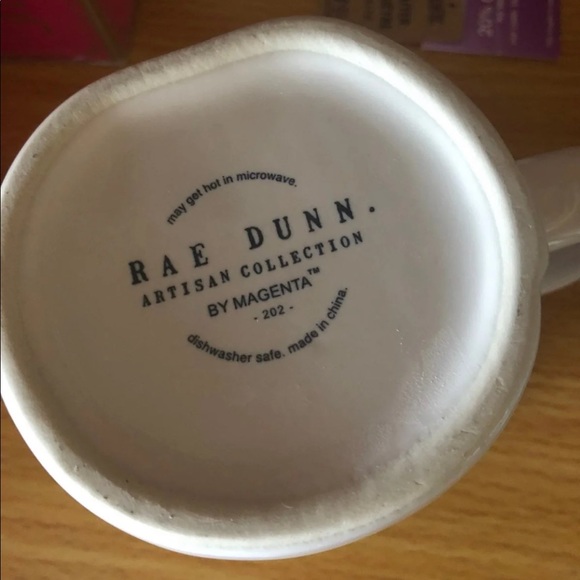 may get hot in microwave.
RAE DUNN.
ARTISAN COLLECTION
BY MAGENTA™
- 202 -
dishwasher safe. made in china.